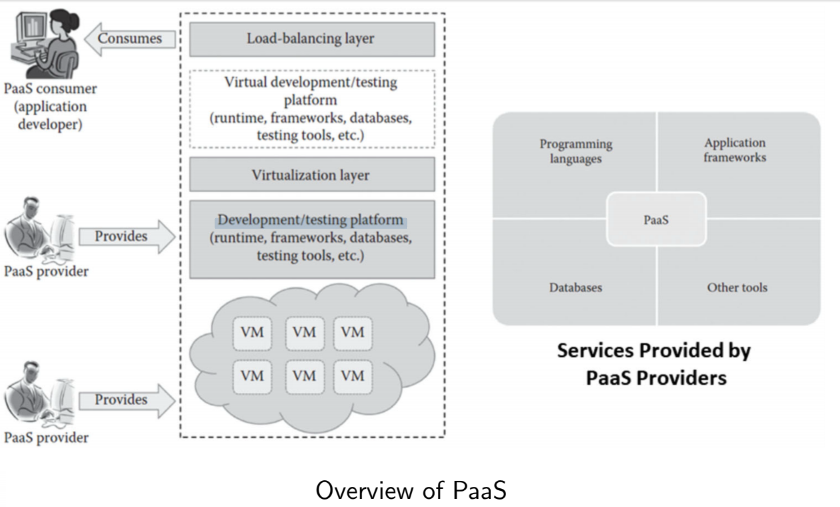 Consumes
PaaS consumer
(application
developer)
Load-balancing layer
Virtual development/testing
platform
(runtime, frameworks, databases,
testing tools, etc.)
Virtualization layer
Provides
PaaS provider
Development/testing platform
(runtime, frameworks, databases,
testing tools, etc.)
VM VM VM
VM VM VM
Provides
PaaS provider
Programming
languages
Application
frameworks
PaaS
Databases
Other tools
Services Provided by
PaaS Providers
Overview of PaaS